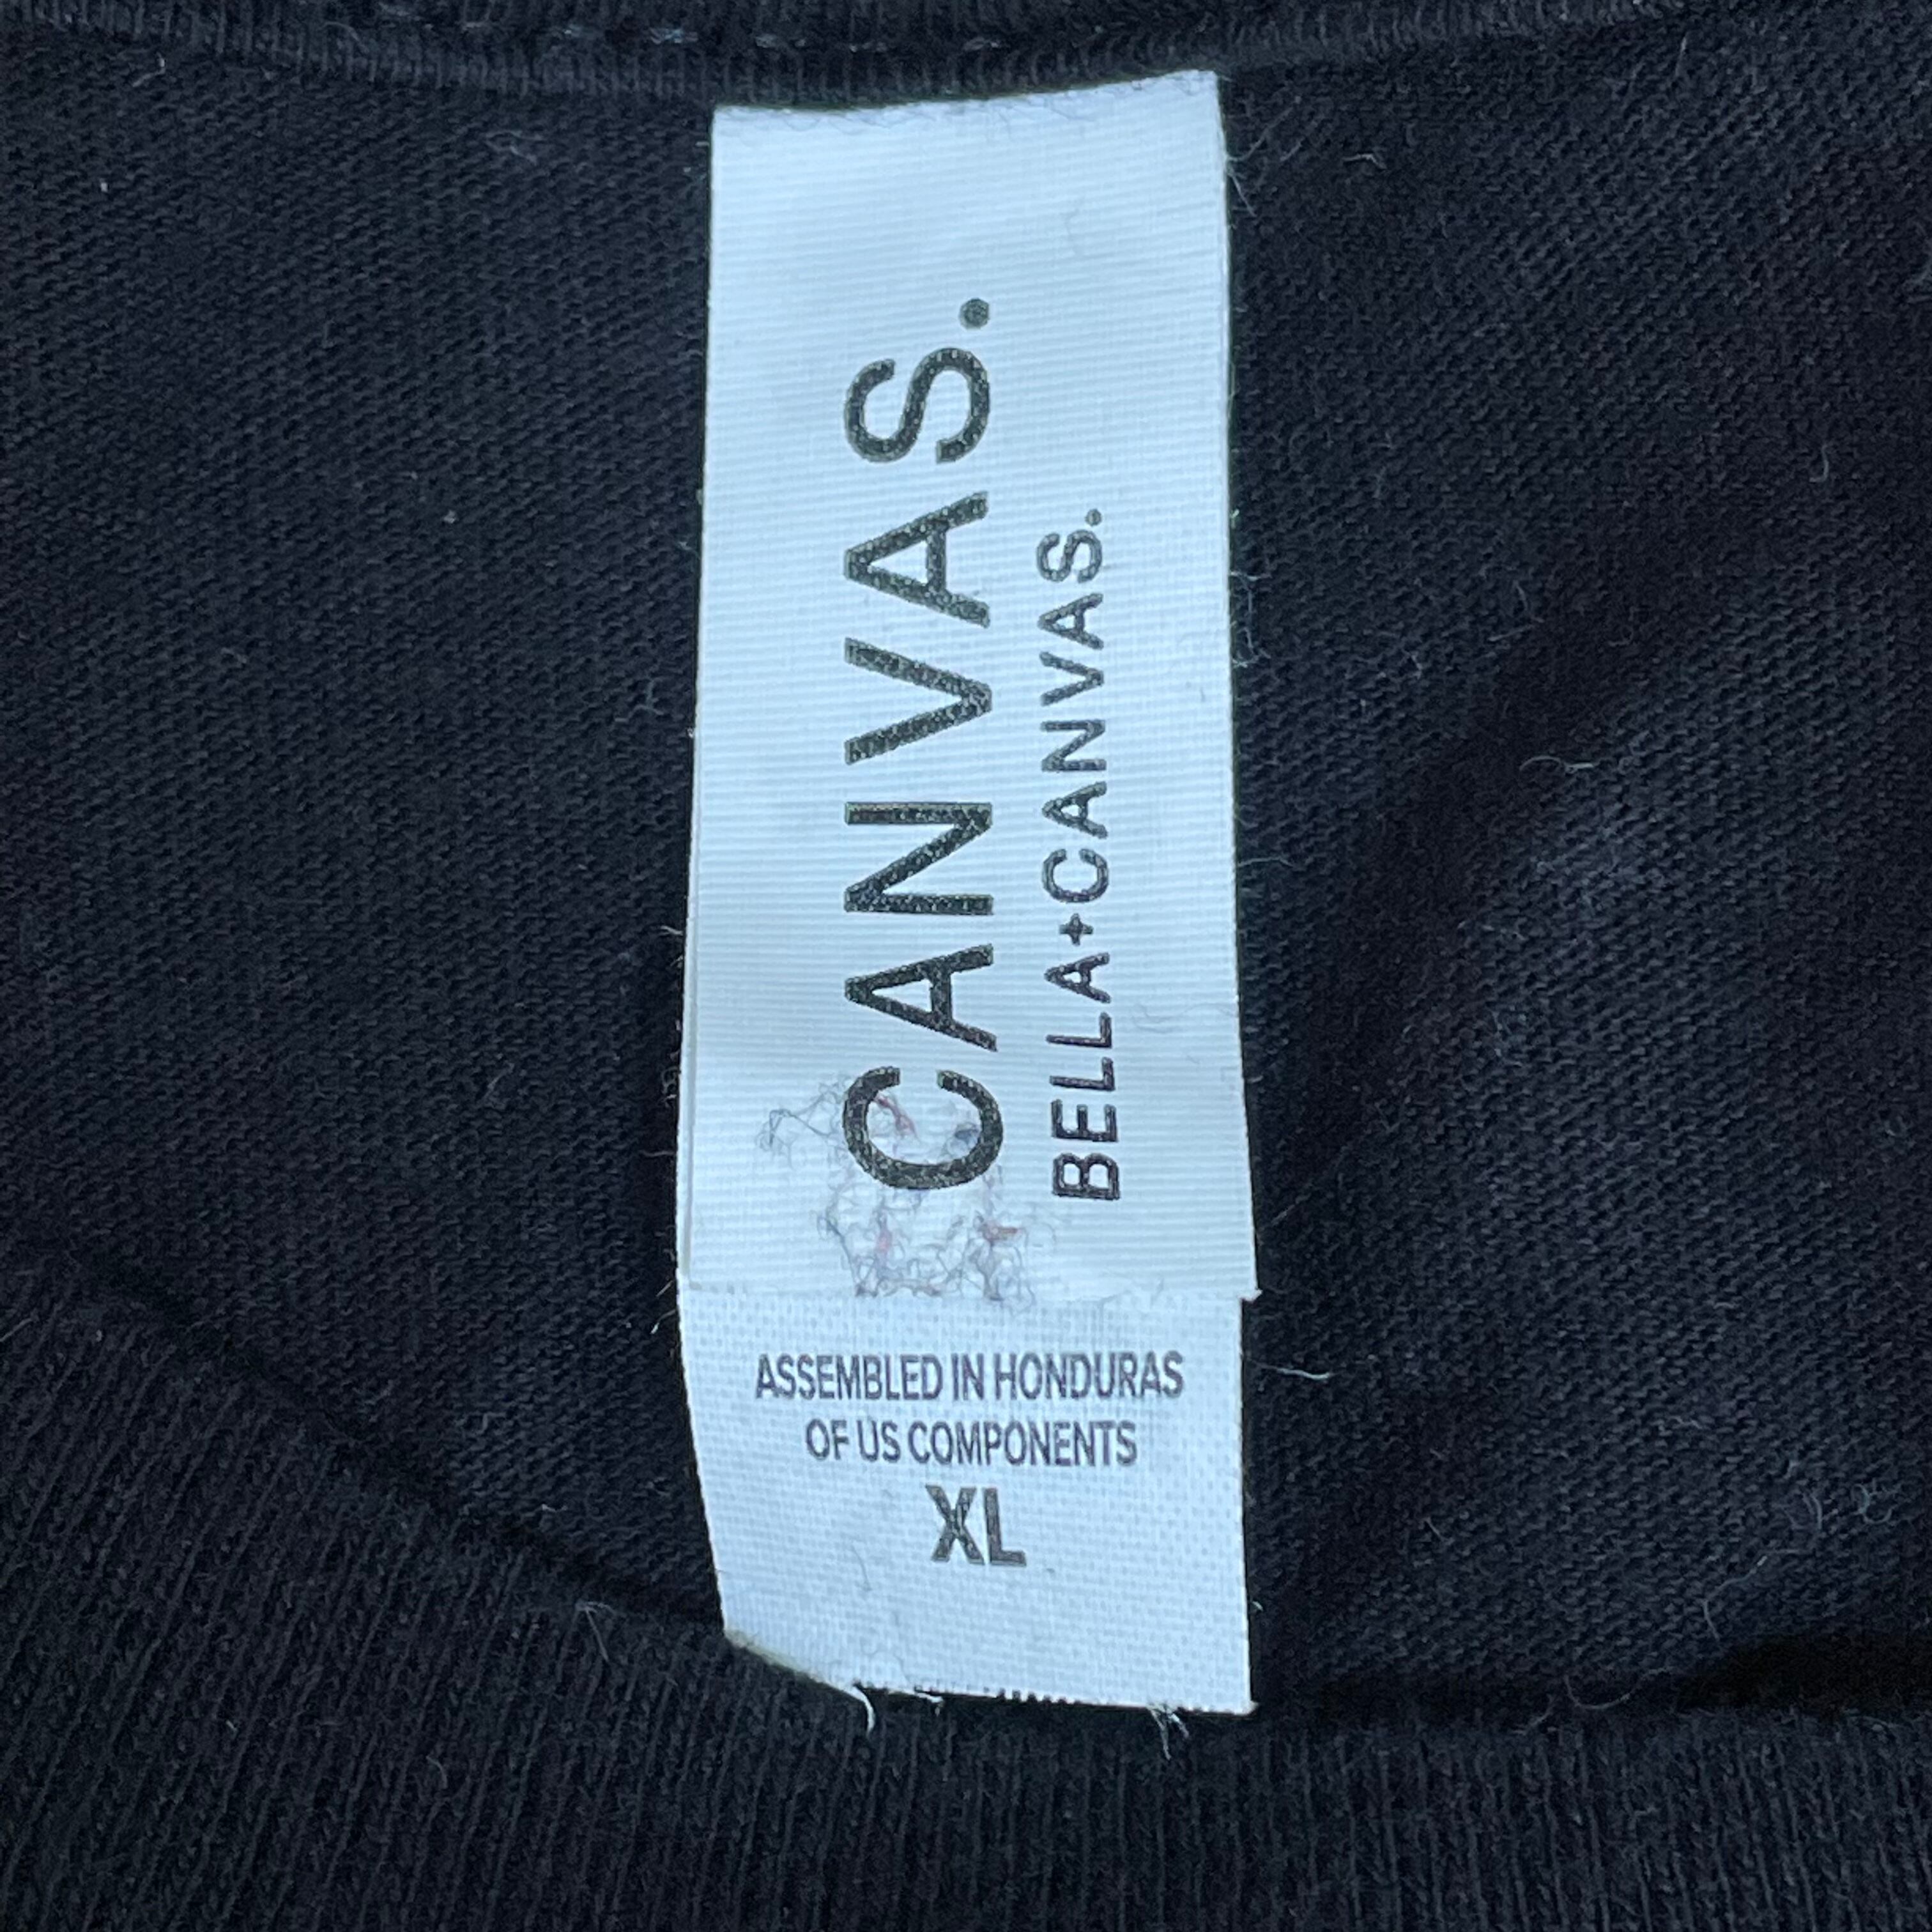 CANVAS.
BELLA+CANVAS.
ASSEMBLED IN HONDURAS
OF US COMPONENTS
XL